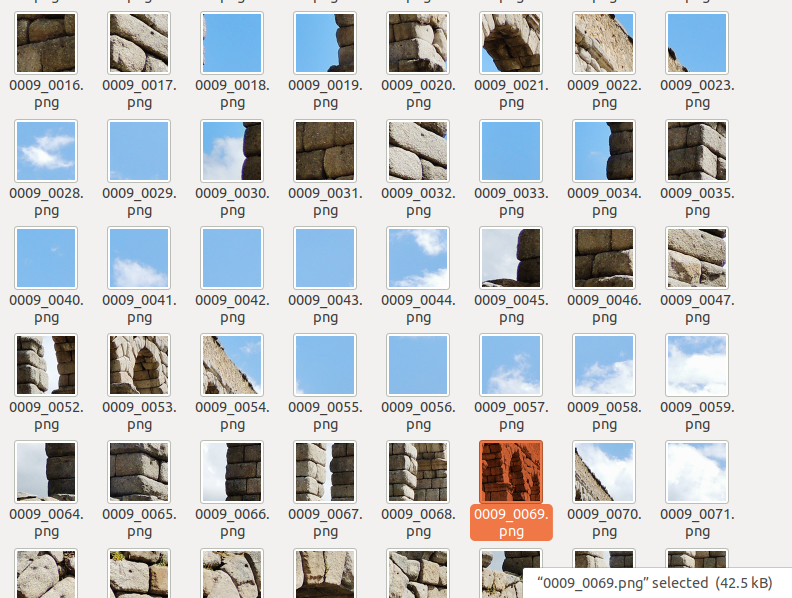 0009_0016. 0009_0017. 0009_0018. 0009_0019. 0009_0020. 0009_0021. 0009_0022. 0009_0023.
png png png png png png png png
0009_0028. 0009_0029. 0009_0030. 0009_0031. 0009_0032. 0009_0033. 0009_0034. 0009_0035.
png png png png png png png png
0009_0040. 0009_0041. 0009_0042. 0009_0043. 0009_0044. 0009_0045. 0009_0046. 0009_0047.
png png png png png png png png
0009_0052. 0009_0053. 0009_0054. 0009_0055. 0009_0056. 0009_0057. 0009_0058. 0009_0059.
png png png png png png png png
0009_0064. 0009_0065. 0009_0066. 0009_0067. 0009_0068. 0009_0069. 0009_0070. 0009_0071.
png png png png png png png png
“0009_0069.png” selected (42.5 kB)